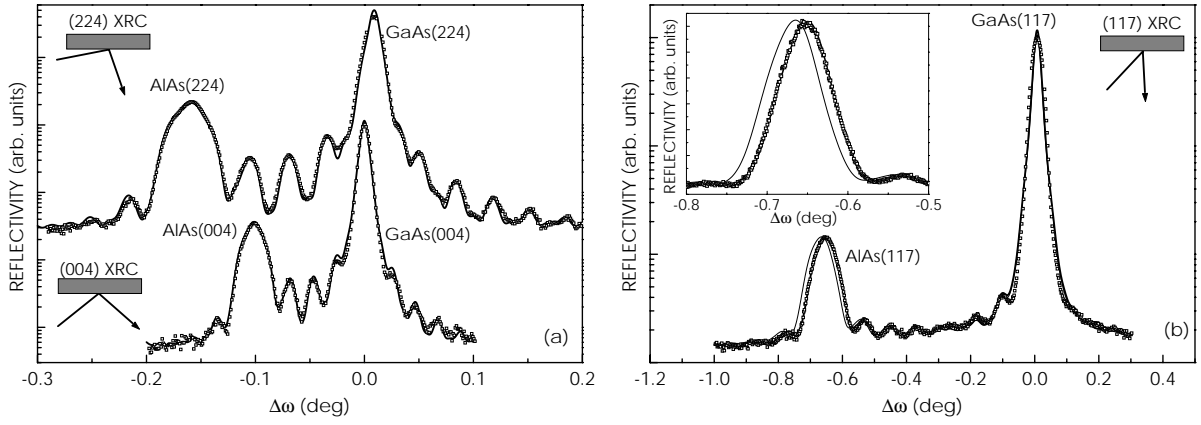 (224) XRC
GaAs(224)
AlAs(224)
REFLECTIVITY (arb. units)
AlAs(004)
GaAs(004)
(004) XRC
(a)
-0.3 -0.2 -0.1 0.0 0.1 0.2
Δω (deg)
GaAs(117)
(117) XRC
REFLECTIVITY (arb. units)
-0.8 -0.7 -0.6 -0.5
Δω (deg)
REFLECTIVITY (arb. units)
AlAs(117)
(b)
-1.2 -1.0 -0.8 -0.6 -0.4 -0.2 0.0 0.2 0.4
Δω (deg)